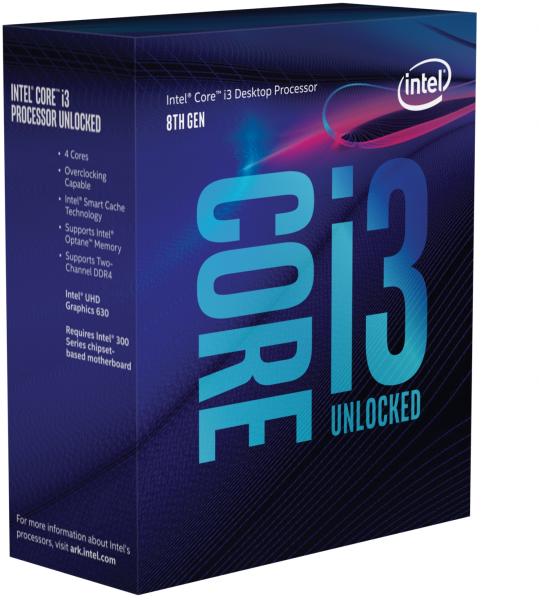 INTEL® CORE™ i3
PROCESSOR UNLOCKED
• 4 Cores
• Overclocking
Capable
• Intel® Smart Cache
Technology
• Supports Intel®
Optane™ Memory
• Supports Two-
Channel DDR4
Intel® UHD
Graphics 630
Requires Intel® 300
Series chipset-
based motherboard
For more information about Intel's
processors, visit ark.intel.com
intel®
Intel® Core™ i3 Desktop Processor
8TH GEN
CORE
i3
UNLOCKED